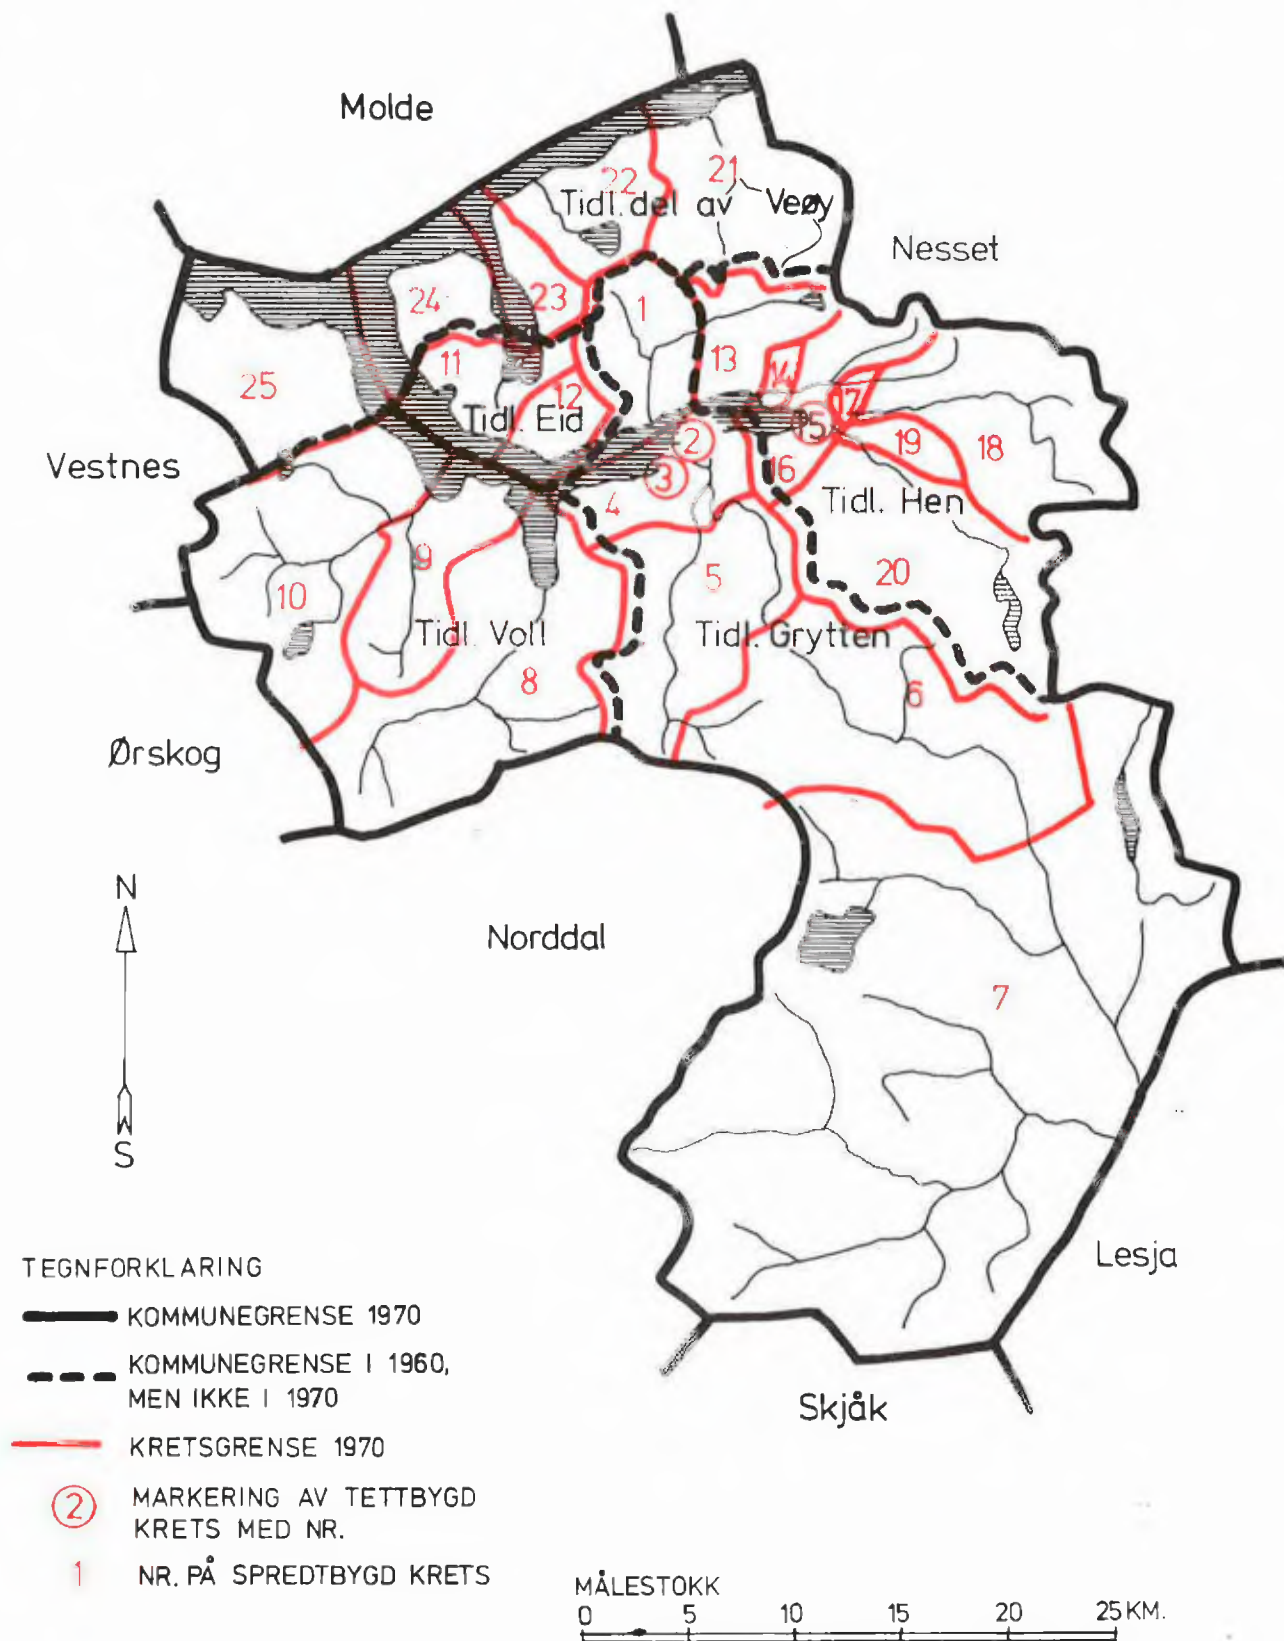 Molde
22
21
Tidl. del av Veøy
Nesset
24
23
1
25
11
12
13
14
17
Tidl. Eid
2
15
19
18
Vestnes
3
16
4
Tidl. Hen
9
5
20
10
Tidl. Voll
Tidl. Grytten
8
6
Ørskog
N
Norddal
7
S
Lesja
Skjåk
TEGNFORKLARING
KOMMUNEGRENSE 1970
KOMMUNEGRENSE I 1960,
MEN IKKE I 1970
KRETSGRENSE 1970
2 MARKERING AV TETTBYGD
KRETS MED NR.
1 NR. PÅ SPREDTBYGD KRETS
MÅLESTOKK
0 5 10 15 20 25 KM.